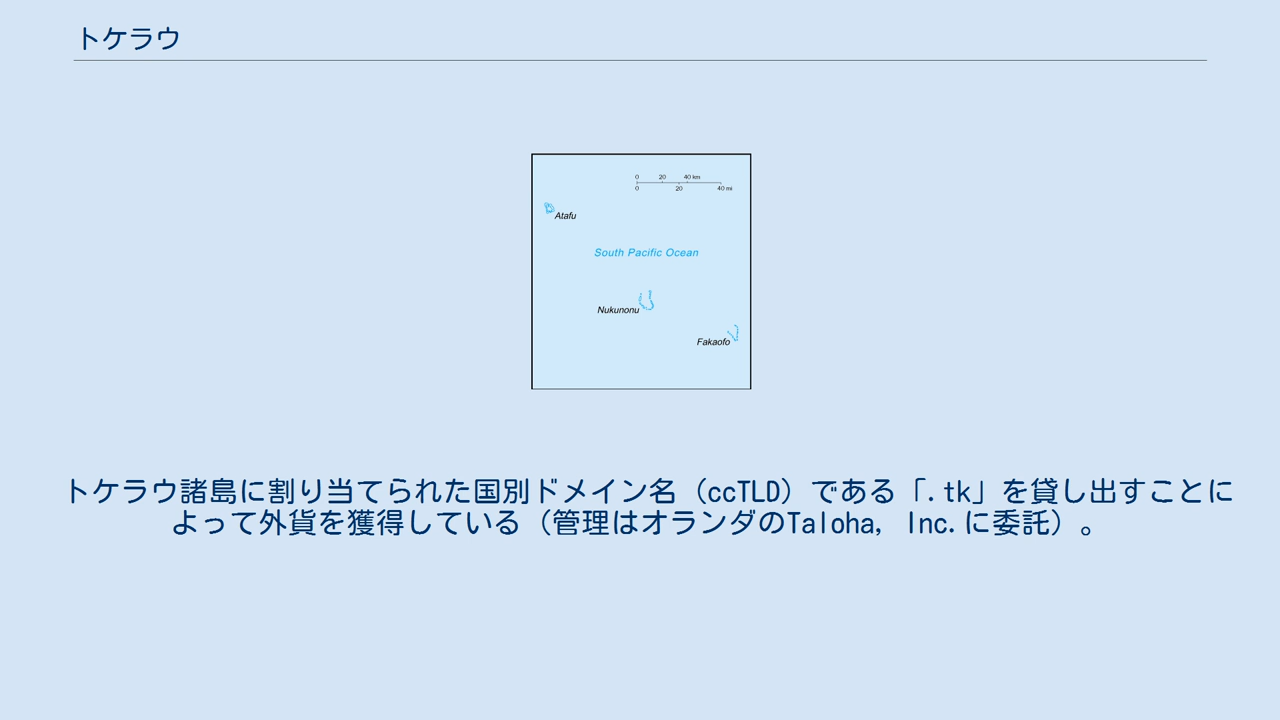 トケラウ
0 20 40 km
0 20 40 mi
Atafu
South Pacific Ocean
Nukunonu
Fakaofo
トケラウ諸島に割り当てられた国別ドメイン名（ccTLD）である「.tk」を貸し出すことに
よって外貨を獲得している（管理はオランダのTaloha, Inc.に委託）。